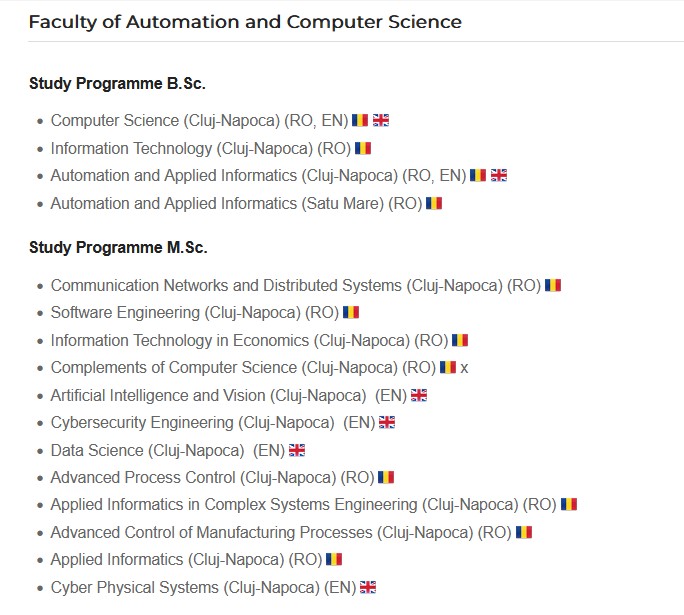 Faculty of Automation and Computer Science
Study Programme B.Sc.
Computer Science (Cluj-Napoca) (RO, EN)
Information Technology (Cluj-Napoca) (RO)
Automation and Applied Informatics (Cluj-Napoca) (RO, EN)
Automation and Applied Informatics (Satu Mare) (RO)
Study Programme M.Sc.
Communication Networks and Distributed Systems (Cluj-Napoca) (RO)
Software Engineering (Cluj-Napoca) (RO)
Information Technology in Economics (Cluj-Napoca) (RO)
Complements of Computer Science (Cluj-Napoca) (RO) x
Artificial Intelligence and Vision (Cluj-Napoca) (EN)
Cybersecurity Engineering (Cluj-Napoca) (EN)
Data Science (Cluj-Napoca) (EN)
Advanced Process Control (Cluj-Napoca) (RO)
Applied Informatics in Complex Systems Engineering (Cluj-Napoca) (RO)
Advanced Control of Manufacturing Processes (Cluj-Napoca) (RO)
Applied Informatics (Cluj-Napoca) (RO)
Cyber Physical Systems (Cluj-Napoca) (EN)